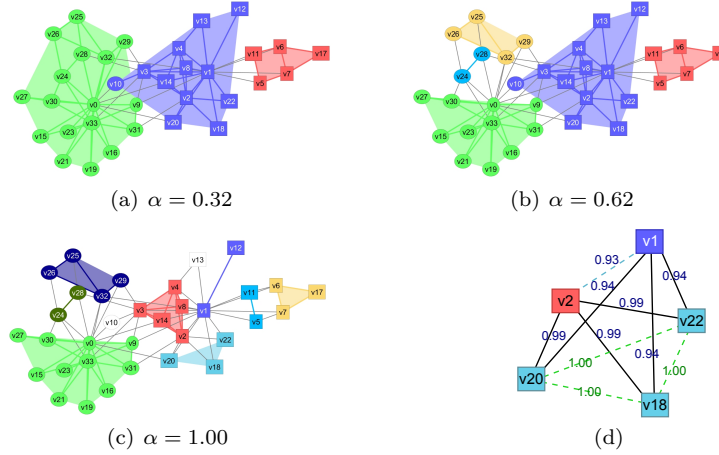 v12
v25
v13
v26
v29
v4
v28
v11
v6
v32
v17
v3
v8
v1
v24
v14
v5
v7
v10
v27
v30
v0
v9
v2
v22
v33
v15
v23
v31
v20
v18
v16
v21
v19
(a) α = 0.32
v12
v25
v13
v26
v29
v4
v28
v11
v6
v32
v17
v3
v8
v1
v24
v14
v5
v7
v10
v27
v30
v0
v9
v2
v22
v33
v15
v23
v31
v20
v18
v16
v21
v19
(b) α = 0.62
v12
v25
v13
v26
v29
v4
v28
v11
v6
v32
v17
v3
v8
v1
v24
v14
v5
v7
v10
v27
v30
v0
v9
v2
v22
v33
v15
v23
v31
v20
v18
v16
v21
v19
(c) α = 1.00
v1
0.93
0.94
0.94
v2
0.99
v22
0.99
0.99
0.94
1.00
1.00
v20
1.00
v18
(d)